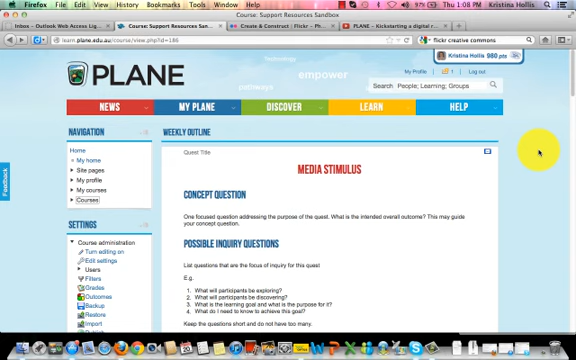 Firefox File Edit View History Bookmarks Tools Window Help
97% Thu 1:08 PM Kristina Hollis
Course: Support Resources Sandbox
Inbox – Outlook Web Access Lig...
Course: Support Resources Sandbox
Create & Construct | Flickr – P...
PLANE – Kickstarting a digital r...
learn.plane.edu.au/course/view.php?id=186
flickr creative commons
Kristina Hollis 980 pts
My Profile
Log out
PLANE
Technology
empower
pathways
Search: People; Learning; Groups
NEWS
MY PLANE
DISCOVER
LEARN
HELP
NAVIGATION
Home
My home
Site pages
My profile
My courses
Courses
SETTINGS
Course administration
Turn editing on
Edit settings
Users
Filters
Grades
Outcomes
Backup
Restore
Import
Feedback
WEEKLY OUTLINE
Quest Title
MEDIA STIMULUS
CONCEPT QUESTION
One focused question addressing the purpose of the quest. What is the intended overall outcome? This may guide
your concept question.
POSSIBLE INQUIRY QUESTIONS
List questions that are the focus of inquiry for this quest
E.g.
1. What will participants be exploring?
2. What will participants be discovering?
3. What is the learning goal and what is the purpose for it?
4. What do I need to know to achieve this goal?
Keep the questions short and do not have too many.